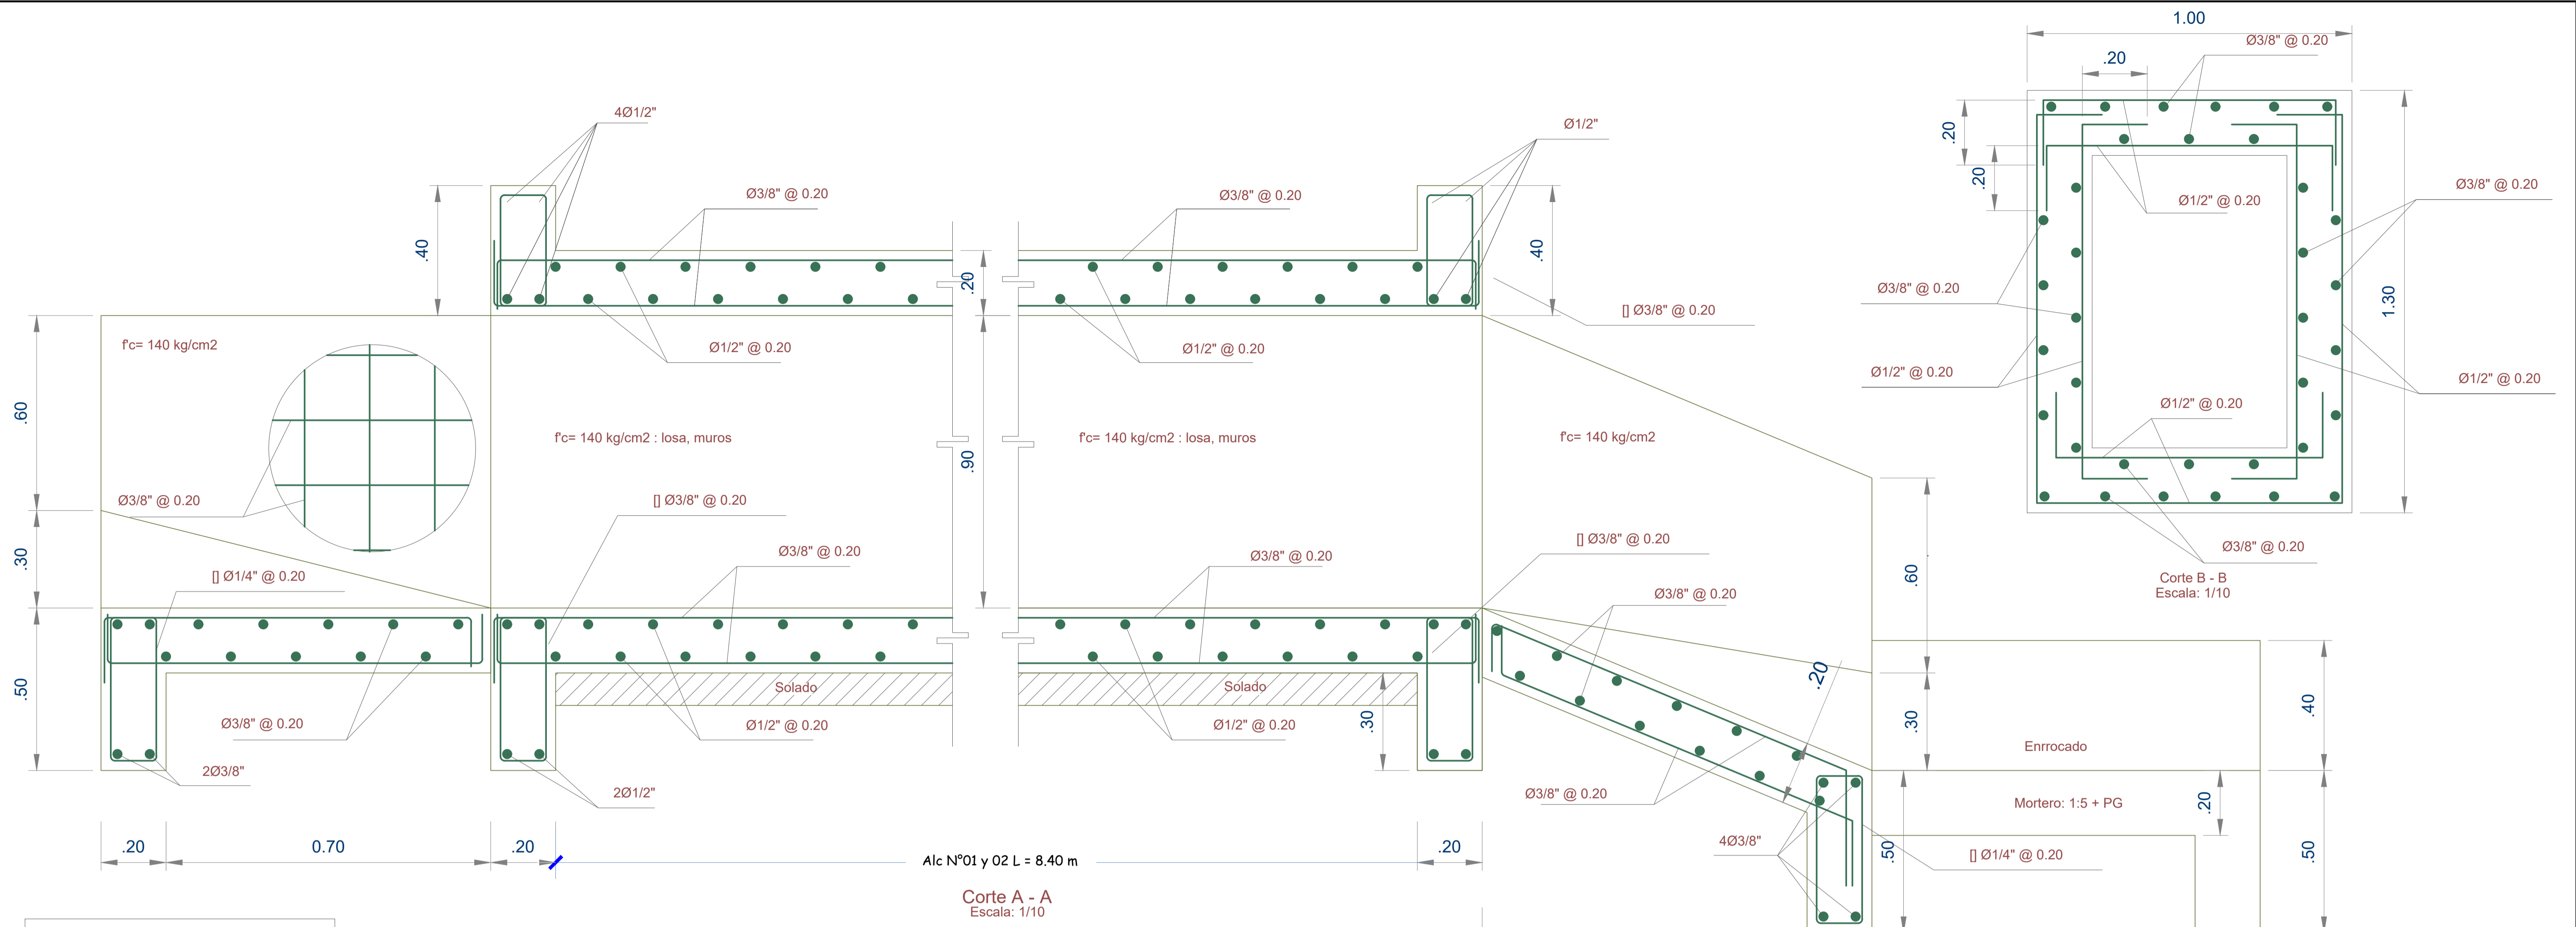 1.00
Ø3/8" @ 0.20
.20
4Ø1/2"
Ø1/2"
.20
Ø3/8" @ 0.20
Ø3/8" @ 0.20
.20
Ø3/8" @ 0.20
Ø1/2" @ 0.20
.40
.40
.20
[] Ø3/8" @ 0.20
Ø3/8" @ 0.20
1.30
f'c= 140 kg/cm2
Ø1/2" @ 0.20
Ø1/2" @ 0.20
Ø1/2" @ 0.20
Ø1/2" @ 0.20
Ø1/2" @ 0.20
.60
f'c= 140 kg/cm2 : losa, muros
.90
f'c= 140 kg/cm2 : losa, muros
f'c= 140 kg/cm2
Ø3/8" @ 0.20
[] Ø3/8" @ 0.20
.30
[] Ø1/4" @ 0.20
Ø3/8" @ 0.20
Ø3/8" @ 0.20
[] Ø3/8" @ 0.20
Ø3/8" @ 0.20
.60
Ø3/8" @ 0.20
Corte B - B
Escala: 1/10
.50
Solado
Solado
.20
Ø3/8" @ 0.20
Ø1/2" @ 0.20
Ø1/2" @ 0.20
.30
.30
.40
Enrrocado
2Ø3/8"
2Ø1/2"
Ø3/8" @ 0.20
Mortero: 1:5 + PG
.20
.20
0.70
.20
Alc N°01 y 02 L = 8.40 m
.20
4Ø3/8"
.50
[] Ø1/4" @ 0.20
.50
Corte A - A
Escala: 1/10